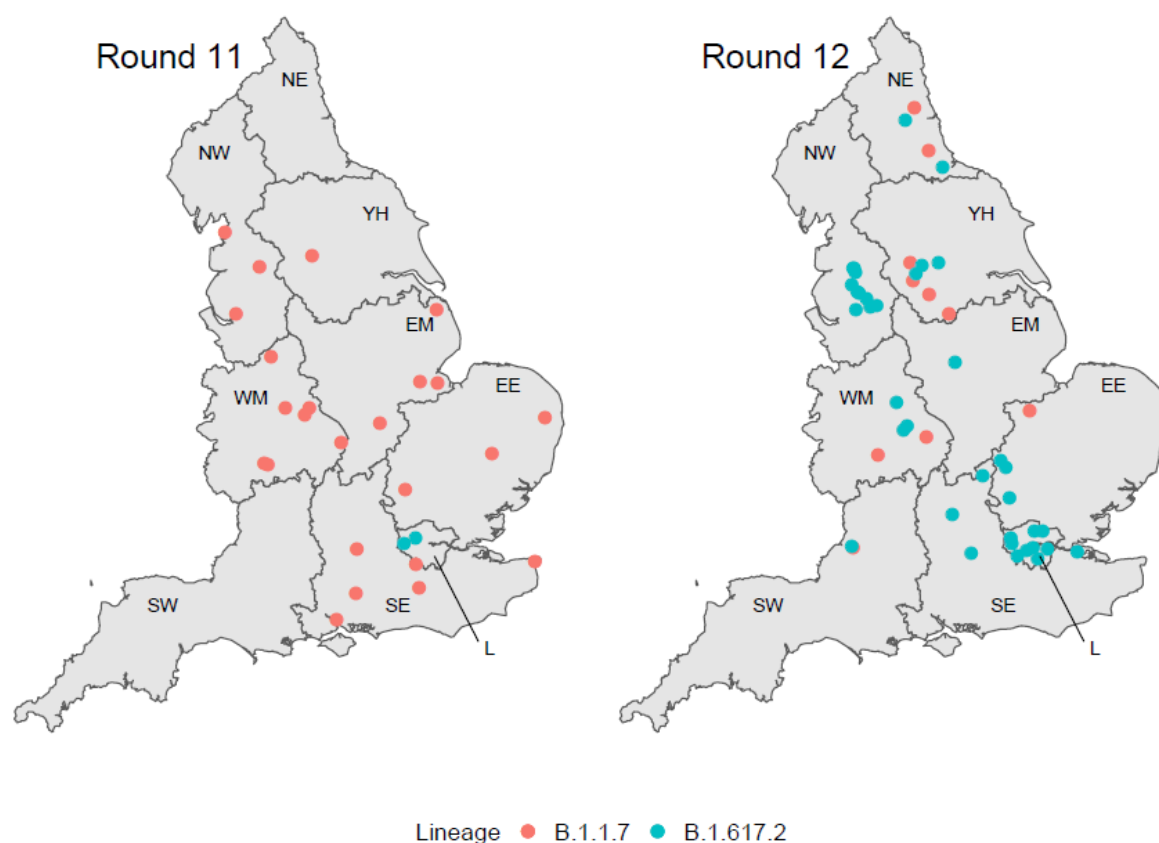 Round 11
NE
NW
YH
EM
WM
EE
SW
SE
L
Round 12
NE
NW
YH
EM
WM
EE
SW
SE
L
Lineage B.1.1.7 B.1.617.2